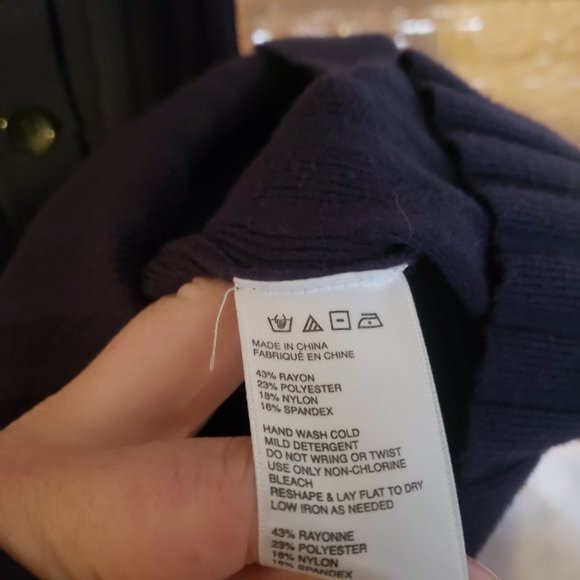 MADE IN CHINA
FABRIQUÉ EN CHINE
43% RAYON
23% POLYESTER
18% NYLON
16% SPANDEX
HAND WASH COLD
MILD DETERGENT
DO NOT WRING OR TWIST
USE ONLY NON-CHLORINE
BLEACH
RESHAPE & LAY FLAT TO DRY
LOW IRON AS NEEDED
43% RAYONNE
23% POLYESTER
18% NYLON
16% SPANDEX